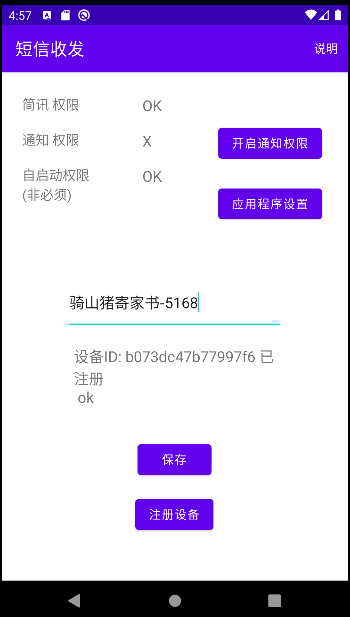 4:57
短信收发 说明
简讯 权限 OK
通知 权限 X 开启通知权限
自启动权限 OK
(非必须) 应用程序设置
骑山猪寄家书-5168
设备ID: b073dc47b77997f6 已
注册
ok
保存
注册设备